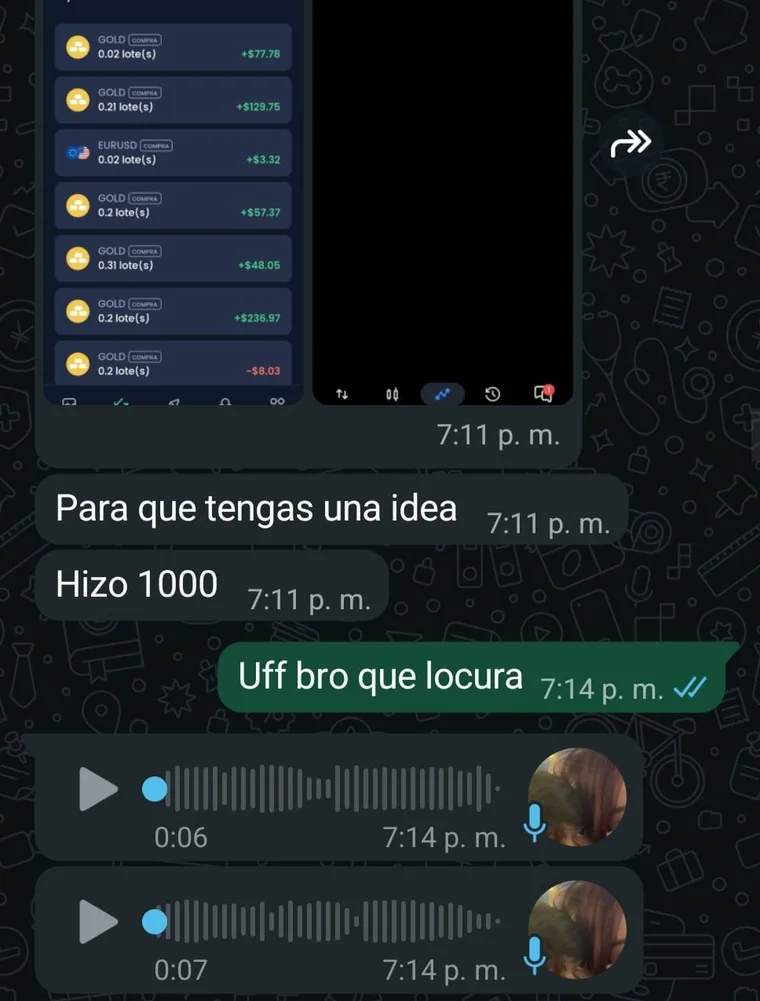 GOLD COMPRA
0.02 lote(s) +$77.78
GOLD COMPRA
0.21 lote(s) +$129.75
EURUSD COMPRA
0.02 lote(s) +$3.32
GOLD COMPRA
0.2 lote(s) +$57.37
GOLD COMPRA
0.31 lote(s) +$48.05
GOLD COMPRA
0.2 lote(s) +$236.97
GOLD COMPRA
0.2 lote(s) -$8.03
1
7:11 p. m.
Para que tengas una idea 7:11 p. m.
Hizo 1000 7:11 p. m.
Uff bro que locura 7:14 p. m.
0:06 7:14 p. m.
0:07 7:14 p. m.